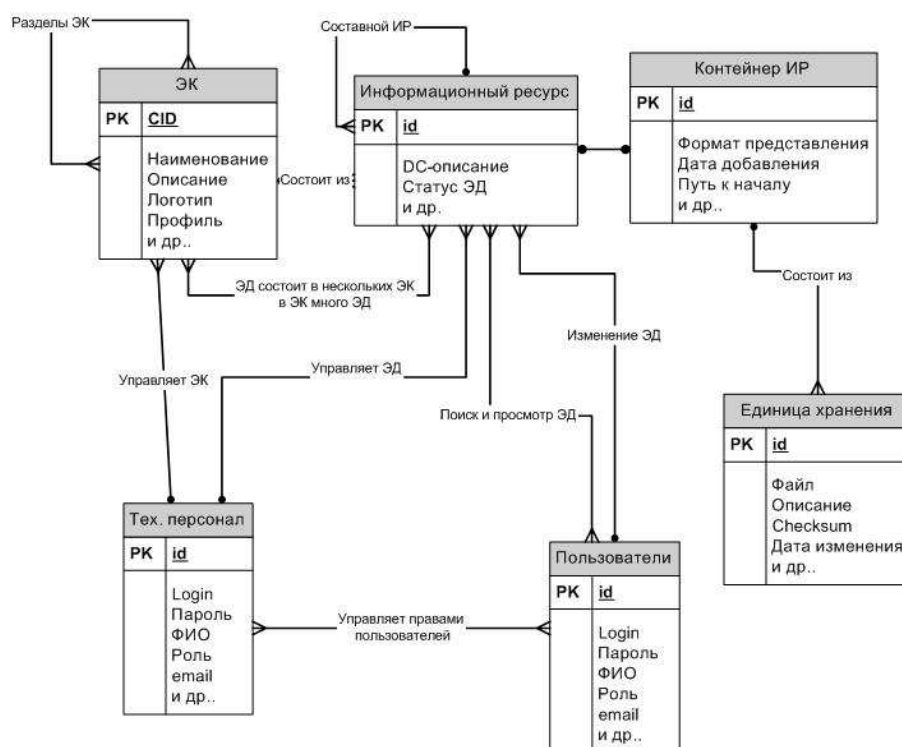 Разделы ЭК
Составной ИР
ЭК
PK
CID
Наименование
Описание
Логотип
Профиль
и др..
Состоит из
Информационный ресурс
PK
id
DC-описание
Статус ЭД
и др.
Контейнер ИР
PK
id
Формат представления
Дата добавления
Путь к началу
и др..
Состоит из
ЭД состоит в нескольких ЭК
в ЭК много ЭД
Изменение ЭД
Управляет ЭК
Управляет ЭД
Поиск и просмотр ЭД
Единица хранения
PK
id
Файл
Описание
Checksum
Дата изменения
и др..
Тех. персонал
PK
id
Login
Пароль
ФИО
Роль
email
и др..
Управляет правами
пользователей
Пользователи
PK
id
Login
Пароль
ФИО
Роль
email
и др..